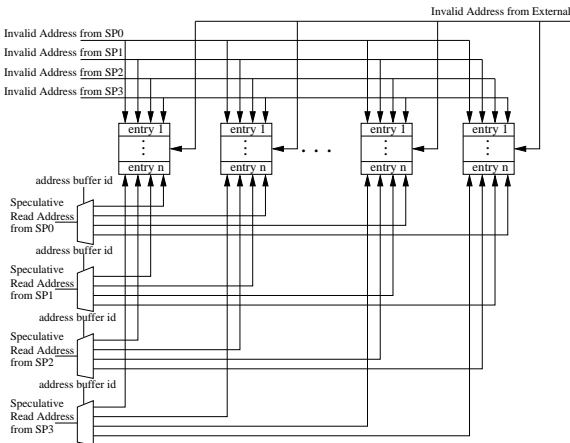 Invalid Address from External
Invalid Address from SP0
Invalid Address from SP1
Invalid Address from SP2
Invalid Address from SP3
entry 1
entry 1
entry 1
entry 1
. . .
entry n
entry n
entry n
entry n
address buffer id
Speculative
Read Address
from SP0
address buffer id
Speculative
Read Address
from SP1
address buffer id
Speculative
Read Address
from SP2
address buffer id
Speculative
Read Address
from SP3